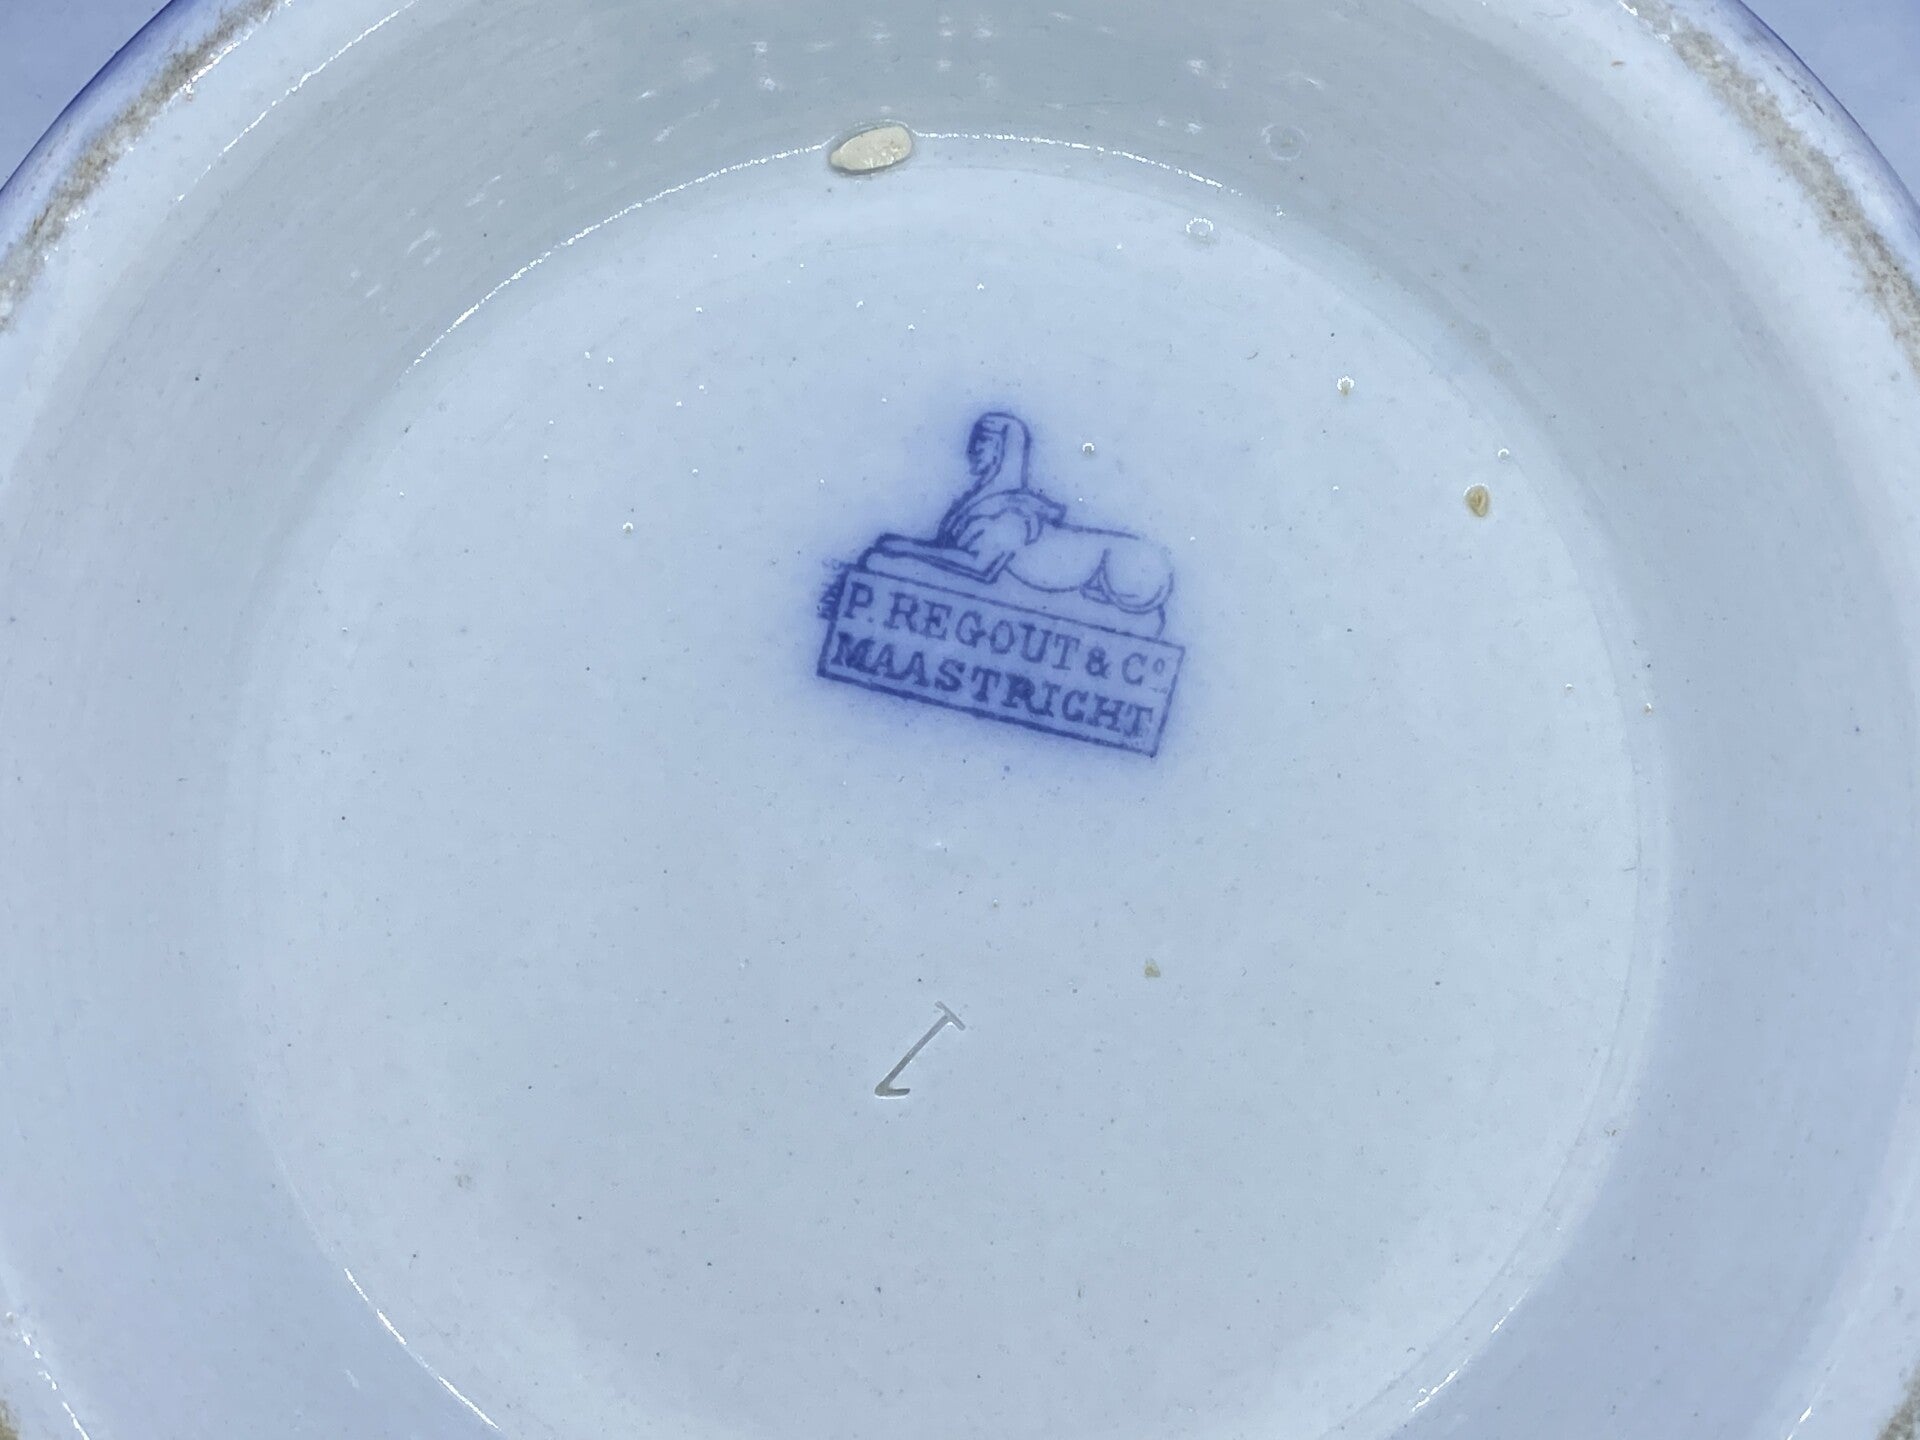 P. REGOUT & Cº
MAASTRICHT